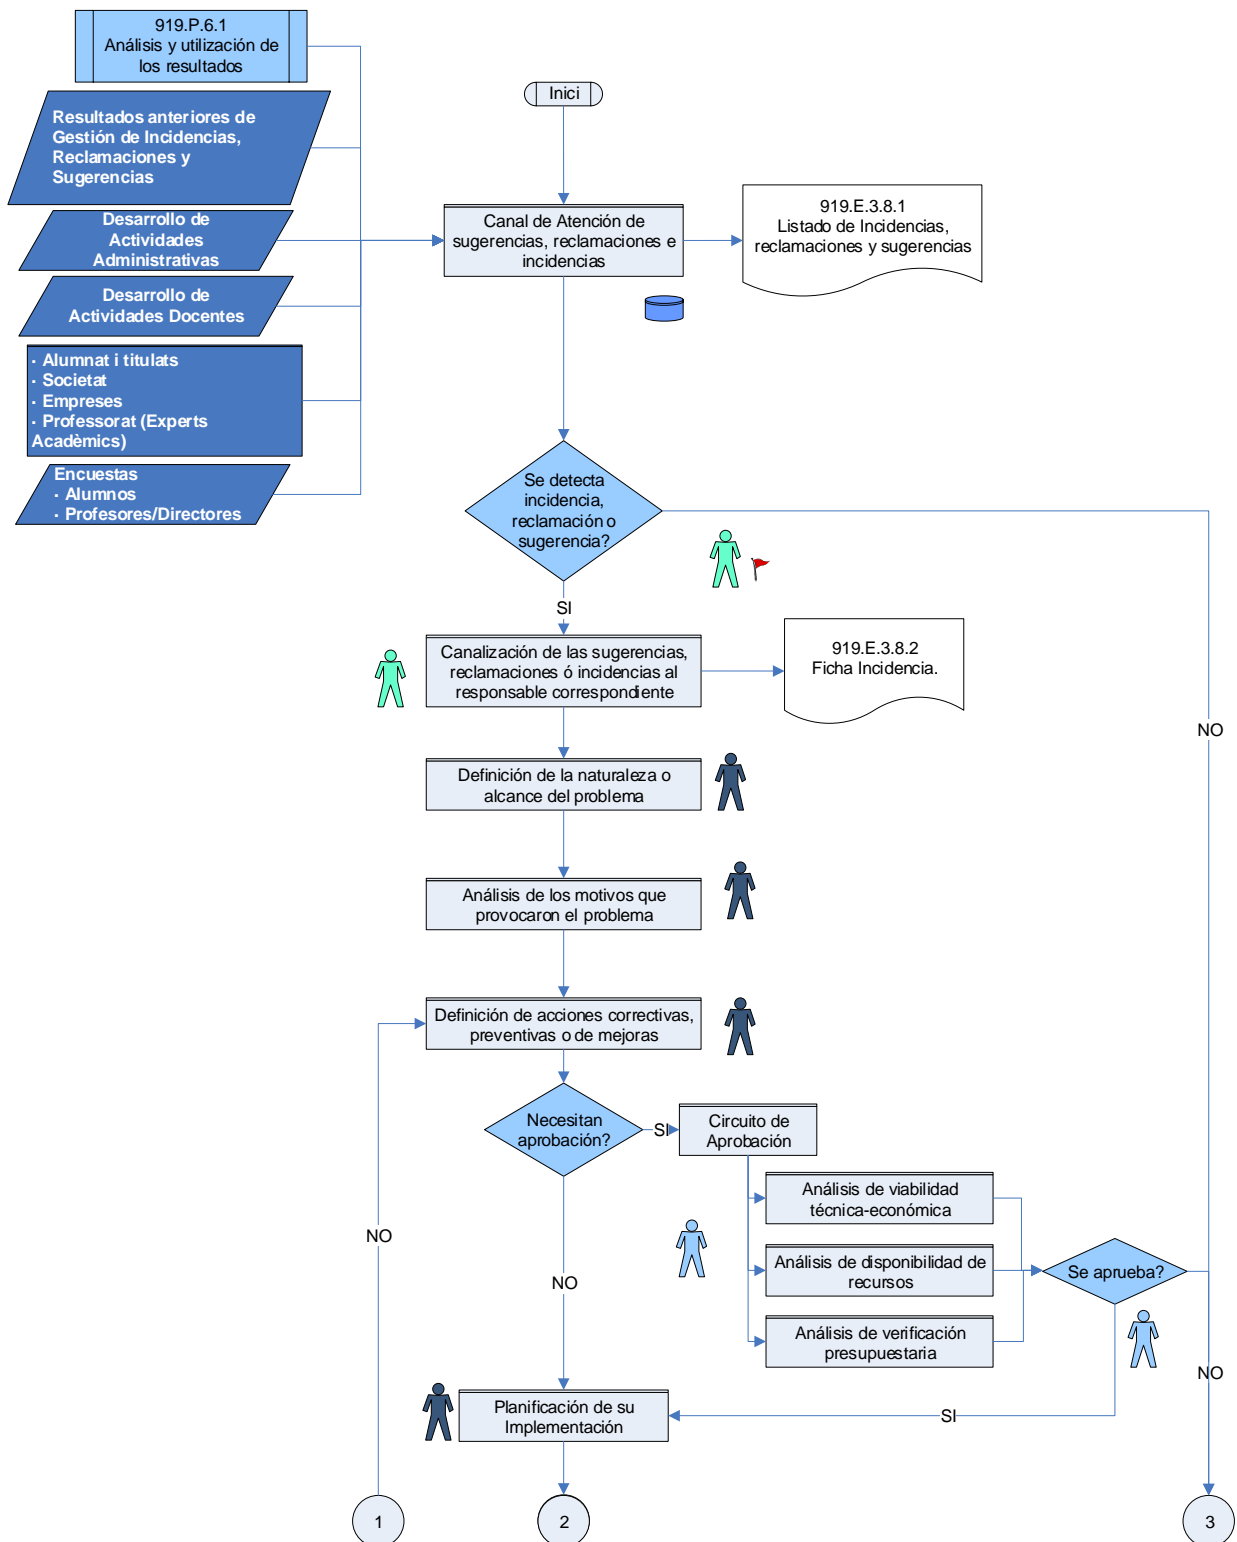 919.P.6.1
Análisis y utilización de
los resultados
Resultados anteriores de
Gestión de Incidencias,
Reclamaciones y
Sugerencias
Desarrollo de
Actividades
Administrativas
Desarrollo de
Actividades Docentes
· Alumnat i titulats
· Societat
· Empreses
· Professorat (Experts
Acadèmics)
Encuestas
· Alumnos
· Profesores/Directores
Inici
Canal de Atención de
sugerencias, reclamaciones e
incidencias
919.E.3.8.1
Listado de Incidencias,
reclamaciones y sugerencias
Se detecta
incidencia,
reclamación o
sugerencia?
SI
NO
Canalización de las sugerencias,
reclamaciones ó incidencias al
responsable correspondiente
919.E.3.8.2
Ficha Incidencia.
Definición de la naturaleza o
alcance del problema
Análisis de los motivos que
provocaron el problema
Definición de acciones correctivas,
preventivas o de mejoras
Necesitan
aprobación?
SI
Circuito de
Aprobación
Análisis de viabilidad
técnica-económica
Análisis de disponibilidad de
recursos
Análisis de verificación
presupuestaria
Se aprueba?
NO
NO
NO
SI
Planificación de su
Implementación
1
2
3